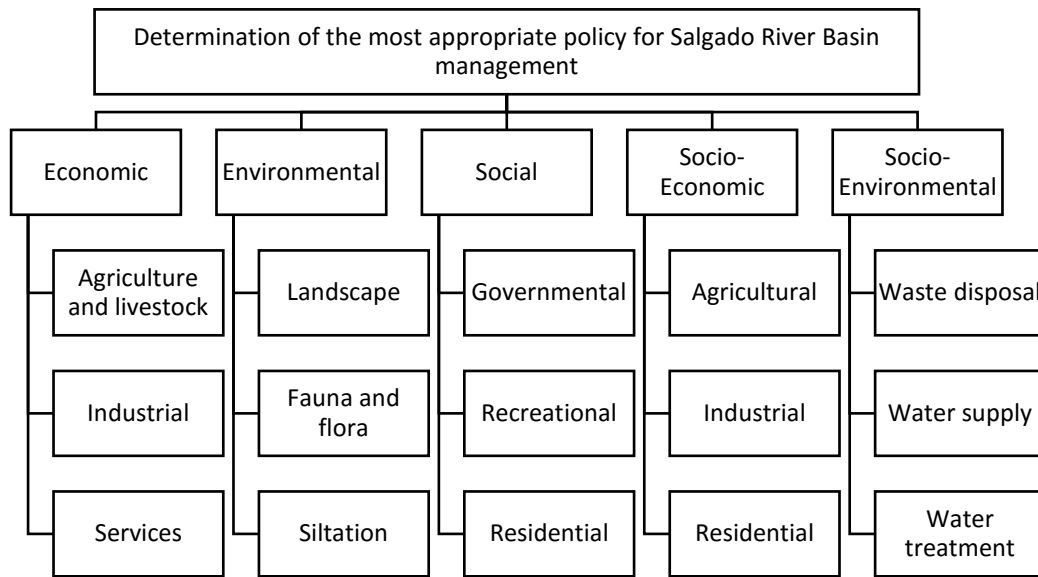 Determination of the most appropriate policy for Salgado River Basin
management
Economic
Environmental
Social
Socio-
Economic
Socio-
Environmental
Agriculture
and livestock
Landscape
Governmental
Agricultural
Waste disposal
Industrial
Fauna and
flora
Recreational
Industrial
Water supply
Services
Siltation
Residential
Residential
Water
treatment